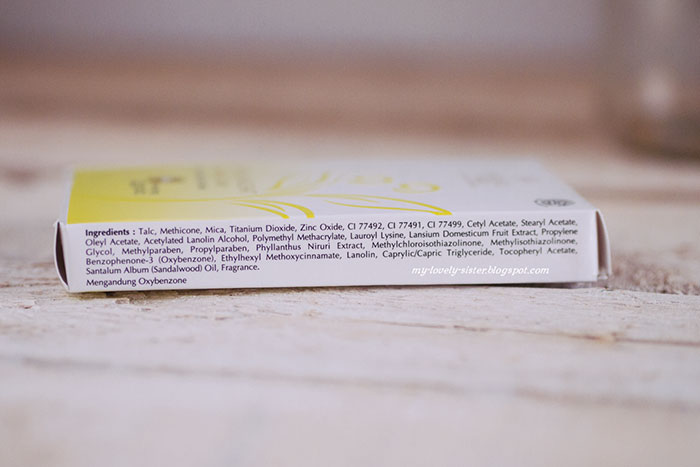 Ingredients : Talc, Methicone, Mica, Titanium Dioxide, Zinc Oxide, CI 77492, CI 77491, CI 77499, Cetyl Acetate, Stearyl Acetate,
Oleyl Acetate, Acetylated Lanolin Alcohol, Polymethyl Methacrylate, Lauroyl Lysine, Lansium Domesticum Fruit Extract, Propylene
Glycol, Methylparaben, Propylparaben, Phyllanthus Niruri Extract, Methylchloroisothiazolinone, Methylisothiazolinone,
Benzophenone-3 (Oxybenzone), Ethylhexyl Methoxycinnamate, Lanolin, Caprylic/Capric Triglyceride, Tocopheryl Acetate,
Santalum Album (Sandalwood) Oil, Fragrance.
Mengandung Oxybenzone
my-lovely-sister.blogspot.com